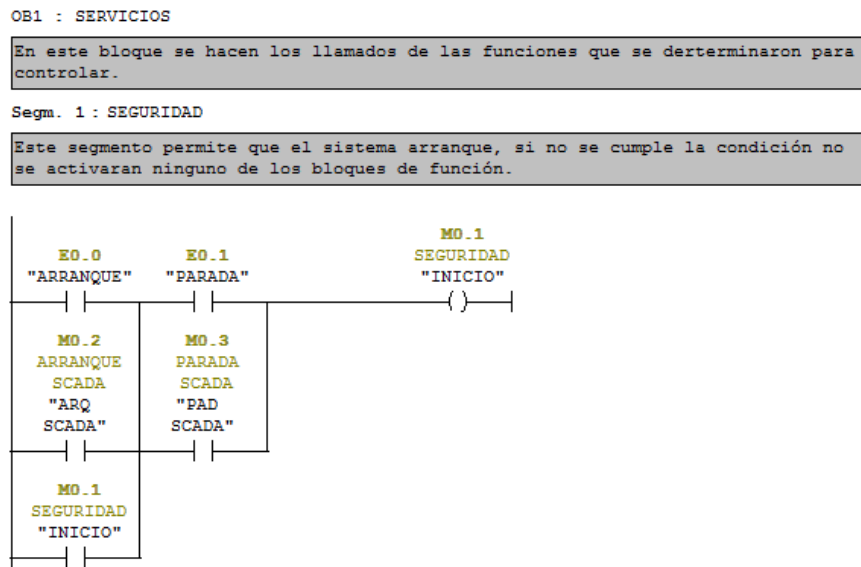 OB1 : SERVICIOS
En este bloque se hacen los llamados de las funciones que se derterminaron para
controlar.
Segm. 1 : SEGURIDAD
Este segmento permite que el sistema arranque, si no se cumple la condición no
se activaran ninguno de los bloques de función.
M0.1
E0.0 E0.1 SEGURIDAD
"ARRANQUE" "PARADA" "INICIO"
M0.2 M0.3
ARRANQUE PARADA
SCADA SCADA
"ARQ "PAD
SCADA" SCADA"
M0.1
SEGURIDAD
"INICIO"